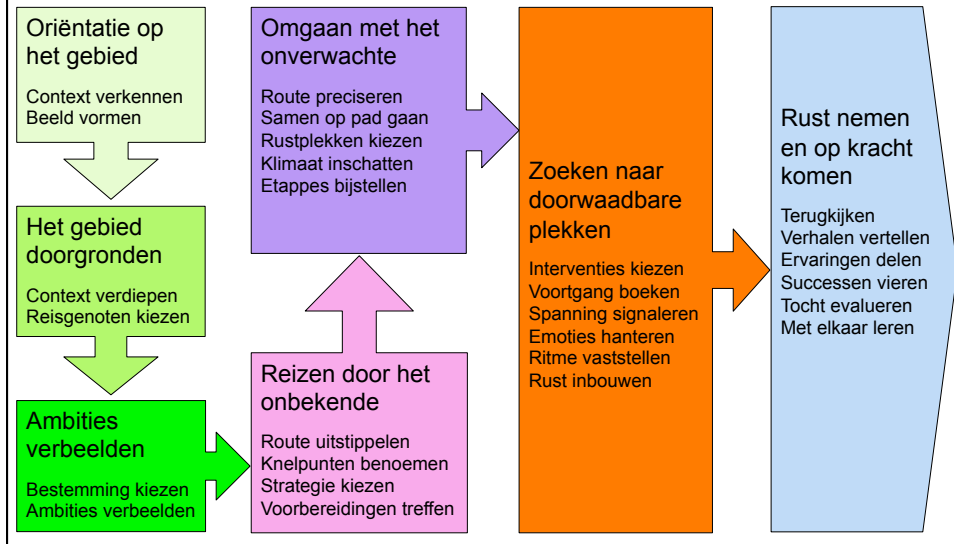 Oriëntatie op
het gebied
Context verkennen
Beeld vormen
Het gebied
doorgronden
Context verdiepen
Reisgenoten kiezen
Ambities
verbeelden
Bestemming kiezen
Ambities verbeelden
Reizen door het
onbekende
Route uitstippelen
Knelpunten benoemen
Strategie kiezen
Voorbereidingen treffen
Omgaan met het
onverwachte
Route preciseren
Samen op pad gaan
Rustplekken kiezen
Klimaat inschatten
Etappes bijstellen
Zoeken naar
doorwaadbare
plekken
Interventies kiezen
Voortgang boeken
Spanning signaleren
Emoties hanteren
Ritme vaststellen
Rust inbouwen
Rust nemen
en op kracht
komen
Terugkijken
Verhalen vertellen
Ervaringen delen
Successen vieren
Tocht evalueren
Met elkaar leren